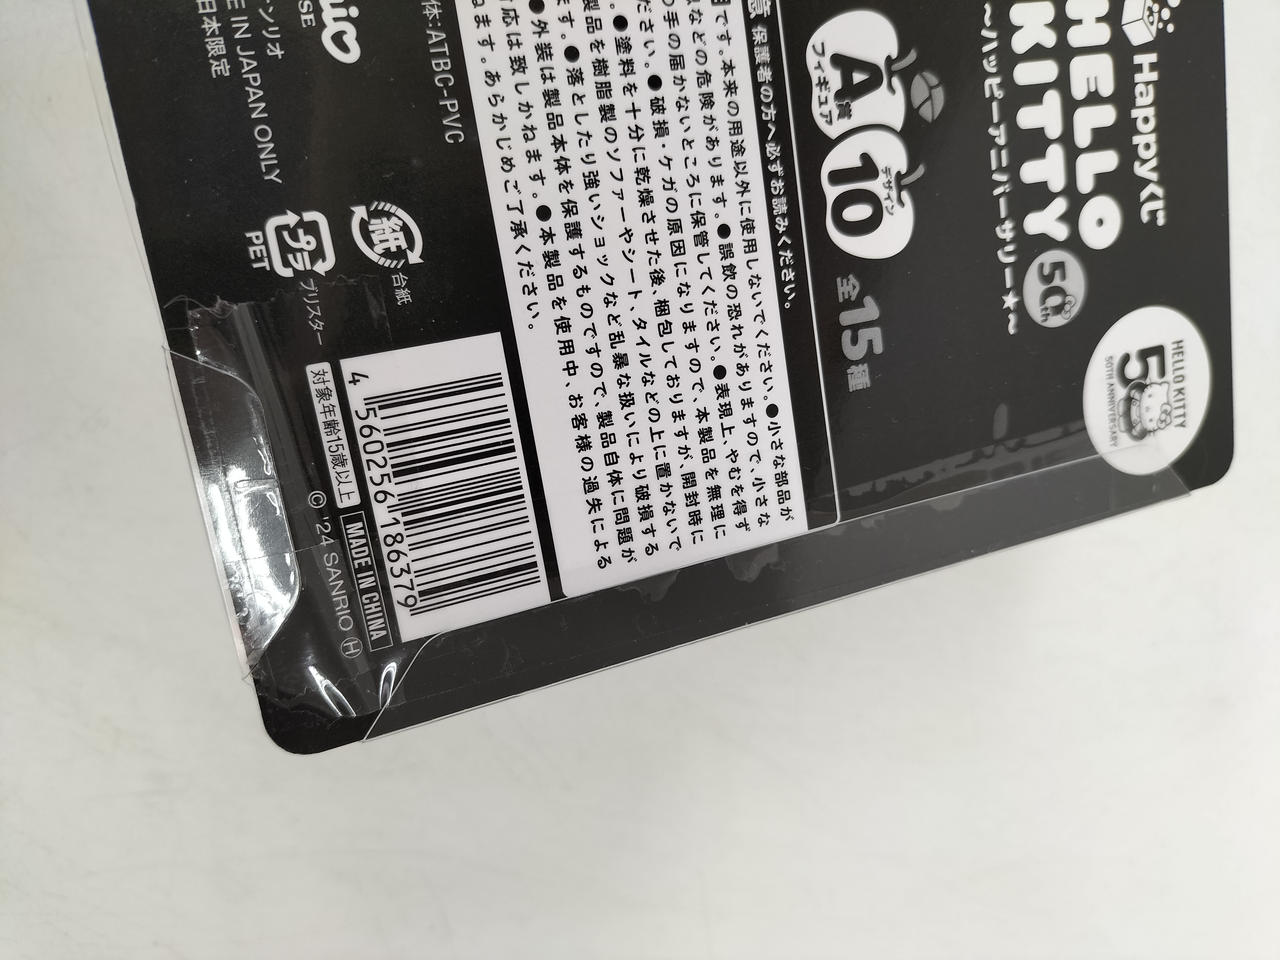 Happyくじ
HELLO
KITTY 50th
～ハッピーアニバーサリー★～
HELLO KITTY
50TH ANNIVERSARY
A賞
フィギュア
デザイン
10
全15種
保護者の方へ必ずお読みください。
です。本来の用途以外に使用しないでください。●小さな部品が
などの危険があります。●誤飲の恐れがありますので、小さな
手の届かないところに保管してください。●表現上、やむを得ず
ださい。●破損・ケガの原因になりますので、本製品を無理に
●塗料を十分に乾燥させた後、梱包しておりますが、開封時に
製品を樹脂製のソファーやシート、タイルなどの上に置かないで
ます。●落としたり強いショックなど乱暴な扱いにより破損する
●外装は製品本体を保護するものですので、製品自体に問題が
応は致しかねます。●本製品を使用中、お客様の過失による
ねます。あらかじめご了承ください。
体:ATBC-PVC
サンリオ
IN JAPAN ONLY
日本限定
紙
台紙
プラ
PET
ブリスター
4 560256 186379
対象年齢15歳以上
MADE IN CHINA
© '24 SANRIO Ⓗ